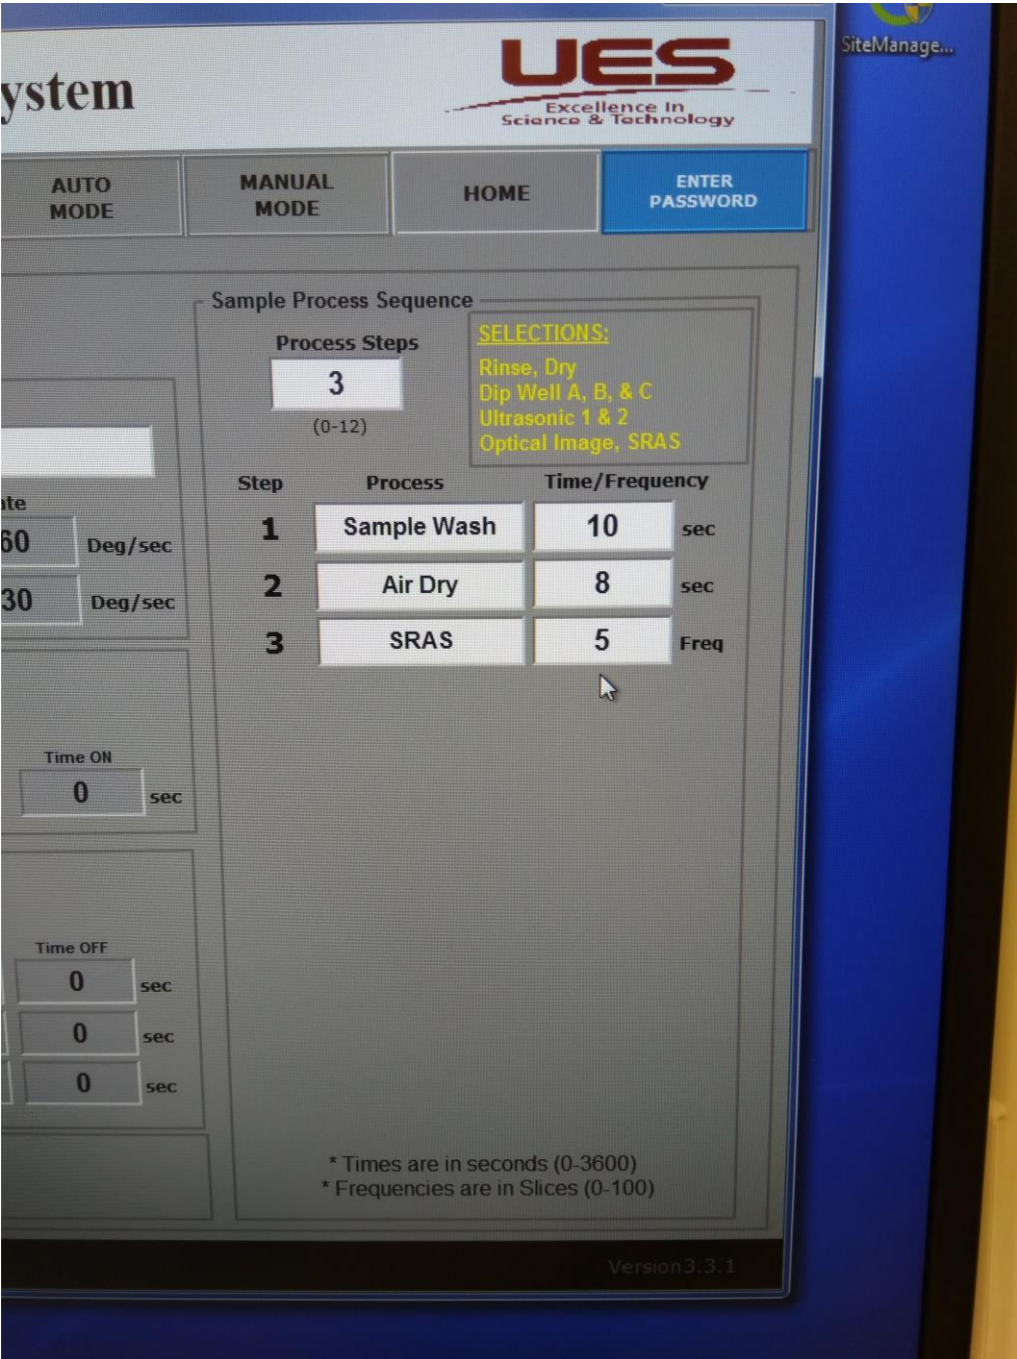 ystem
UES
Excellence In
Science & Technology
SiteManage...
AUTO
MODE
MANUAL
MODE
HOME
ENTER
PASSWORD
Sample Process Sequence
Process Steps
3
(0-12)
SELECTIONS:
Rinse, Dry
Dip Well A, B, & C
Ultrasonic 1 & 2
Optical Image, SRAS
Step Process Time/Frequency
1 Sample Wash 10 sec
2 Air Dry 8 sec
3 SRAS 5 Freq
ate
60 Deg/sec
30 Deg/sec
Time ON
0 sec
Time OFF
0 sec
0 sec
0 sec
* Times are in seconds (0-3600)
* Frequencies are in Slices (0-100)
Version3.3.1